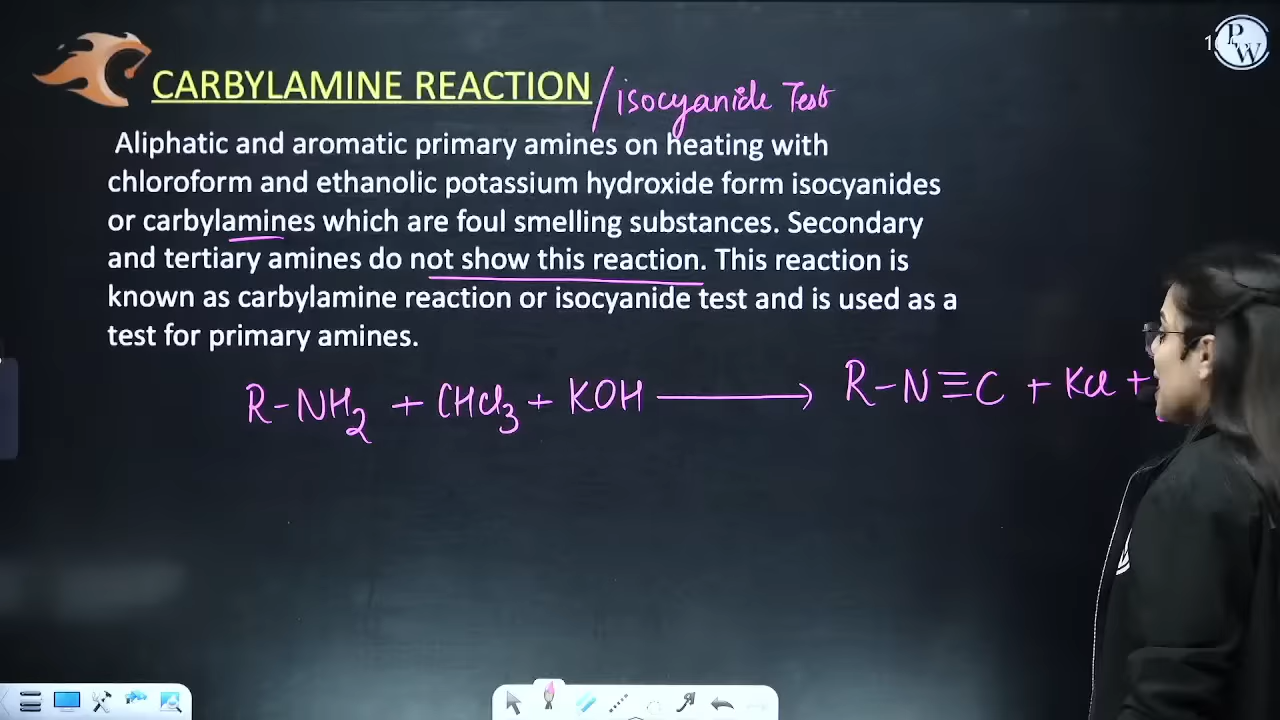 CARBYLAMINE REACTION / isocyanide Test
Aliphatic and aromatic primary amines on heating with
chloroform and ethanolic potassium hydroxide form isocyanides
or carbylamines which are foul smelling substances. Secondary
and tertiary amines do not show this reaction. This reaction is
known as carbylamine reaction or isocyanide test and is used as a
test for primary amines.
R-NH₂ + CHCl₃ + KOH ⟶ R-N≡C + KCl +
PW